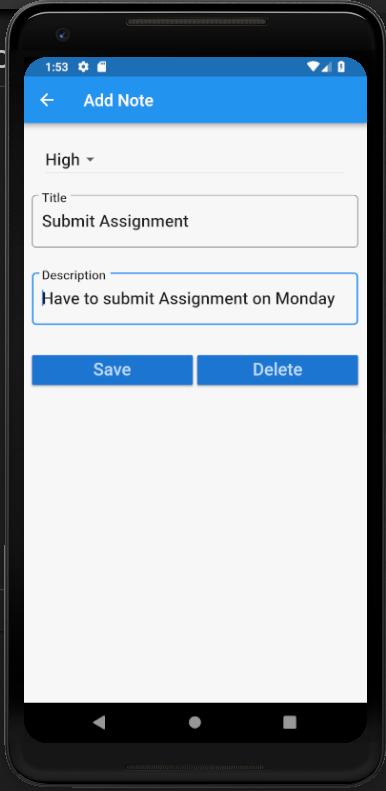 1:53
Add Note
High
Title
Submit Assignment
Description
Have to submit Assignment on Monday
Save Delete